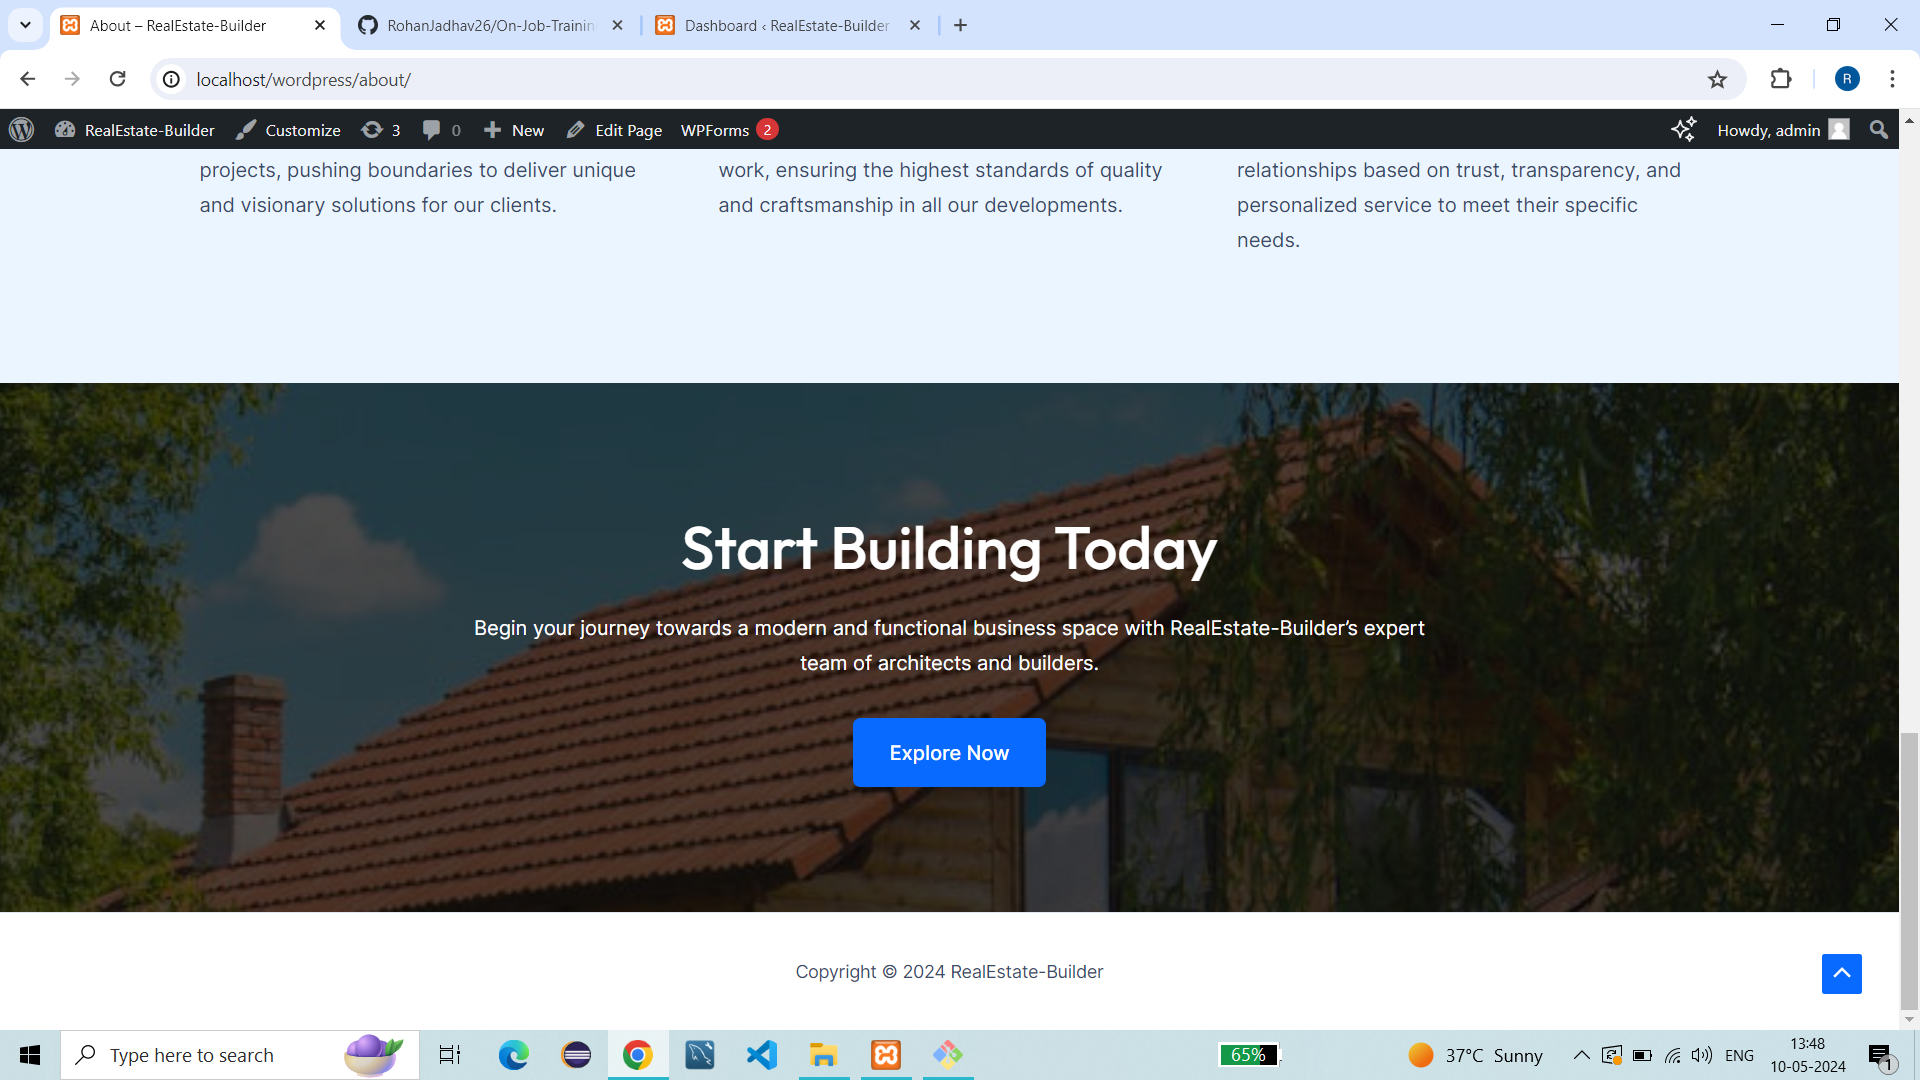 About – RealEstate-Builder
RohanJadhav26/On-Job-Trainin
Dashboard ‹ RealEstate-Builder
localhost/wordpress/about/
R
RealEstate-Builder
Customize
3
0
New
Edit Page
WPForms 2
Howdy, admin
projects, pushing boundaries to deliver unique
and visionary solutions for our clients.
work, ensuring the highest standards of quality
and craftsmanship in all our developments.
relationships based on trust, transparency, and
personalized service to meet their specific
needs.
Start Building Today
Begin your journey towards a modern and functional business space with RealEstate-Builder’s expert
team of architects and builders.
Explore Now
Copyright © 2024 RealEstate-Builder
Type here to search
65%
37°C Sunny
ENG
13:48
10-05-2024
1